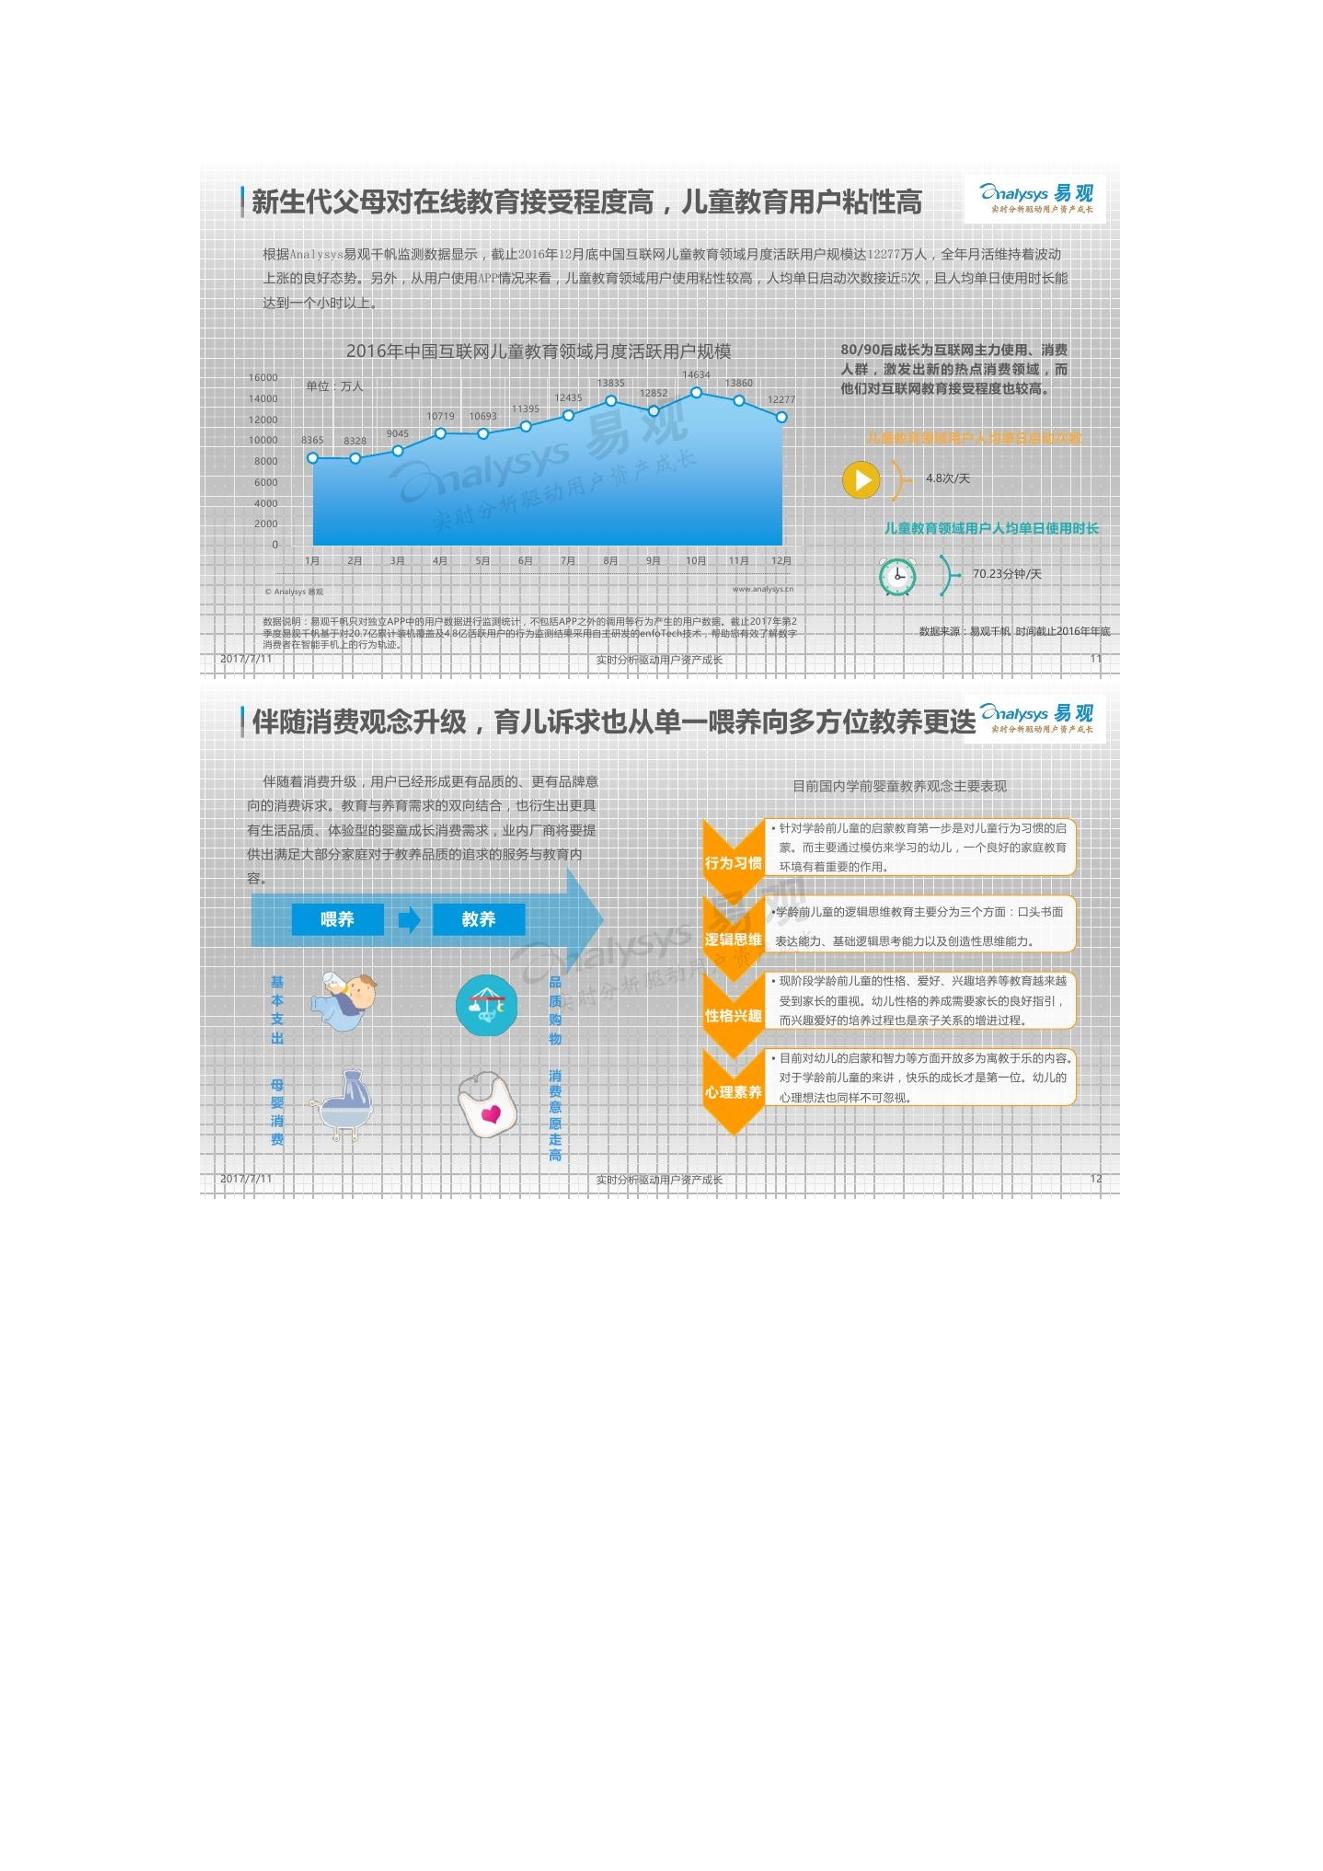 新生代父母对在线教育接受程度高，儿童教育用户粘性高
Analysys 易观
实时分析驱动用户资产成长
根据Analysys易观千帆监测数据显示，截止2016年12月底中国互联网儿童教育领域月度活跃用户规模达12277万人，全年月活维持着波动
上涨的良好态势。另外，从用户使用APP情况来看，儿童教育领域用户使用粘性较高，人均单日启动次数接近5次，且人均单日使用时长能
达到一个小时以上。
2016年中国互联网儿童教育领域月度活跃用户规模
单位：万人
16000
14000
12000
10000
8000
6000
4000
2000
0
8365
8328
9045
10719
10693
11395
12435
13835
12852
14634
13860
12277
1月 2月 3月 4月 5月 6月 7月 8月 9月 10月 11月 12月
Analysys 易观
实时分析驱动用户资产成长
© Analysys 易观
www.analysys.cn
80/90后成长为互联网主力使用、消费
人群，激发出新的热点消费领域，而
他们对互联网教育接受程度也较高。
儿童教育领域用户人均单日启动次数
4.8次/天
儿童教育领域用户人均单日使用时长
70.23分钟/天
数据说明：易观千帆只对独立APP中的用户数据进行监测统计，不包括APP之外的调用等行为产生的用户数据。截止2017年第2
季度易观千帆基于对20.7亿累计装机覆盖及4.8亿活跃用户的行为监测结果采用自主研发的enfoTech技术，帮助您有效了解数字
消费者在智能手机上的行为轨迹。
数据来源：易观千帆 时间截止2016年年底
2017/7/11
实时分析驱动用户资产成长
11
伴随消费观念升级，育儿诉求也从单一喂养向多方位教养更迭
Analysys 易观
实时分析驱动用户资产成长
伴随着消费升级，用户已经形成更有品质的、更有品牌意
向的消费诉求。教育与养育需求的双向结合，也衍生出更具
有生活品质、体验型的婴童成长消费需求，业内厂商将要提
供出满足大部分家庭对于教养品质的追求的服务与教育内
容。
喂养
教养
基本支出
品质购物
母婴消费
消费意愿走高
Analysys 易观
实时分析驱动用户资产成长
目前国内学前婴童教养观念主要表现
行为习惯
• 针对学龄前儿童的启蒙教育第一步是对儿童行为习惯的启
蒙。而主要通过模仿来学习的幼儿，一个良好的家庭教育
环境有着重要的作用。
逻辑思维
•学龄前儿童的逻辑思维教育主要分为三个方面：口头书面
表达能力、基础逻辑思考能力以及创造性思维能力。
性格兴趣
• 现阶段学龄前儿童的性格、爱好、兴趣培养等教育越来越
受到家长的重视。幼儿性格的养成需要家长的良好指引，
而兴趣爱好的培养过程也是亲子关系的增进过程。
心理素养
• 目前对幼儿的启蒙和智力等方面开放多为寓教于乐的内容。
对于学龄前儿童的来讲，快乐的成长才是第一位。幼儿的
心理想法也同样不可忽视。
2017/7/11
实时分析驱动用户资产成长
12